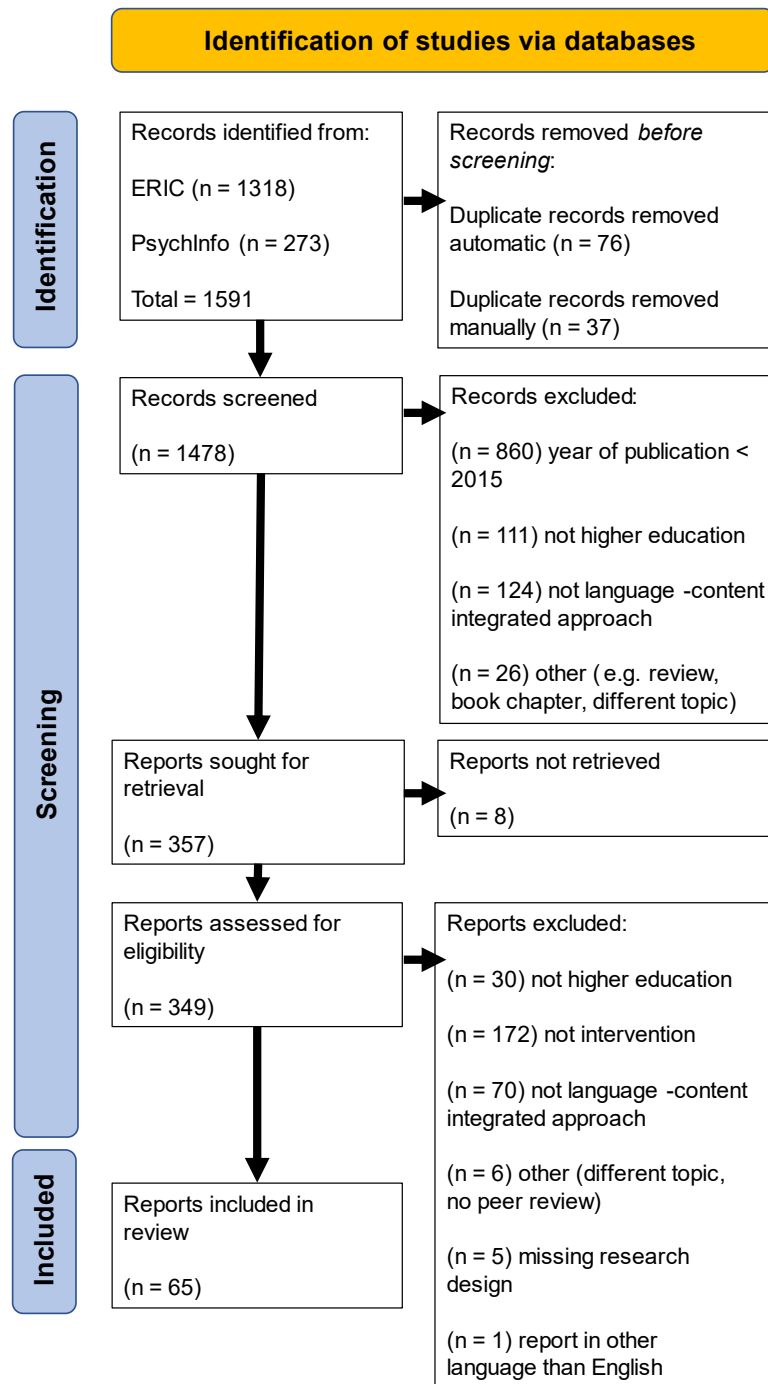 Identification of studies via databases
Identification
Records identified from:
ERIC (n = 1318)
PsychInfo (n = 273)
Total = 1591
Records removed before
screening:
Duplicate records removed
automatic (n = 76)
Duplicate records removed
manually (n = 37)
Screening
Records screened
(n = 1478)
Records excluded:
(n = 860) year of publication <
2015
(n = 111) not higher education
(n = 124) not language -content
integrated approach
(n = 26) other (e.g. review,
book chapter, different topic)
Reports sought for
retrieval
(n = 357)
Reports not retrieved
(n = 8)
Reports assessed for
eligibility
(n = 349)
Reports excluded:
(n = 30) not higher education
(n = 172) not intervention
(n = 70) not language -content
integrated approach
(n = 6) other (different topic,
no peer review)
(n = 5) missing research
design
(n = 1) report in other
language than English
Included
Reports included in
review
(n = 65)